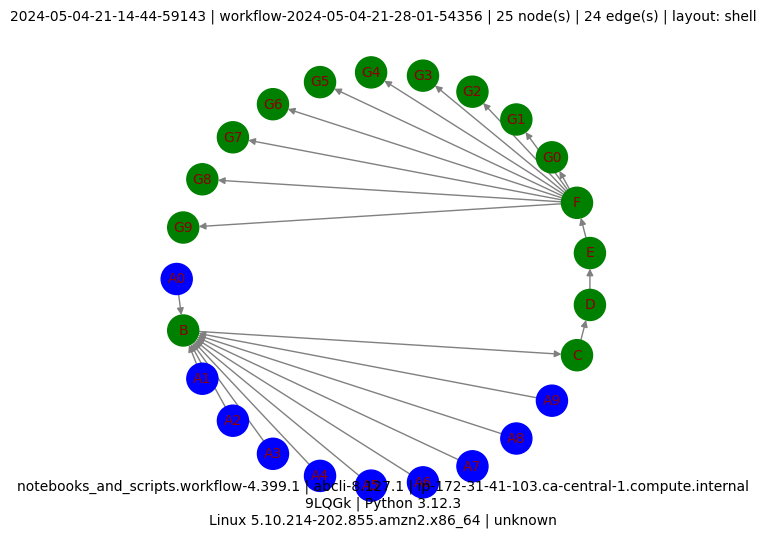 2024-05-04-21-14-44-59143 | workflow-2024-05-04-21-28-01-54356 | 25 node(s) | 24 edge(s) | layout: shell
G4
G3
G5
G2
G6
G1
G7
G0
G8
F
G9
E
A0
D
B
C
A1
A9
A2
A8
A3
A7
A4
A6
A5
notebooks_and_scripts.workflow-4.399.1 | abcli-8.127.1 | ip-172-31-41-103.ca-central-1.compute.internal
9LQGk | Python 3.12.3
Linux 5.10.214-202.855.amzn2.x86_64 | unknown